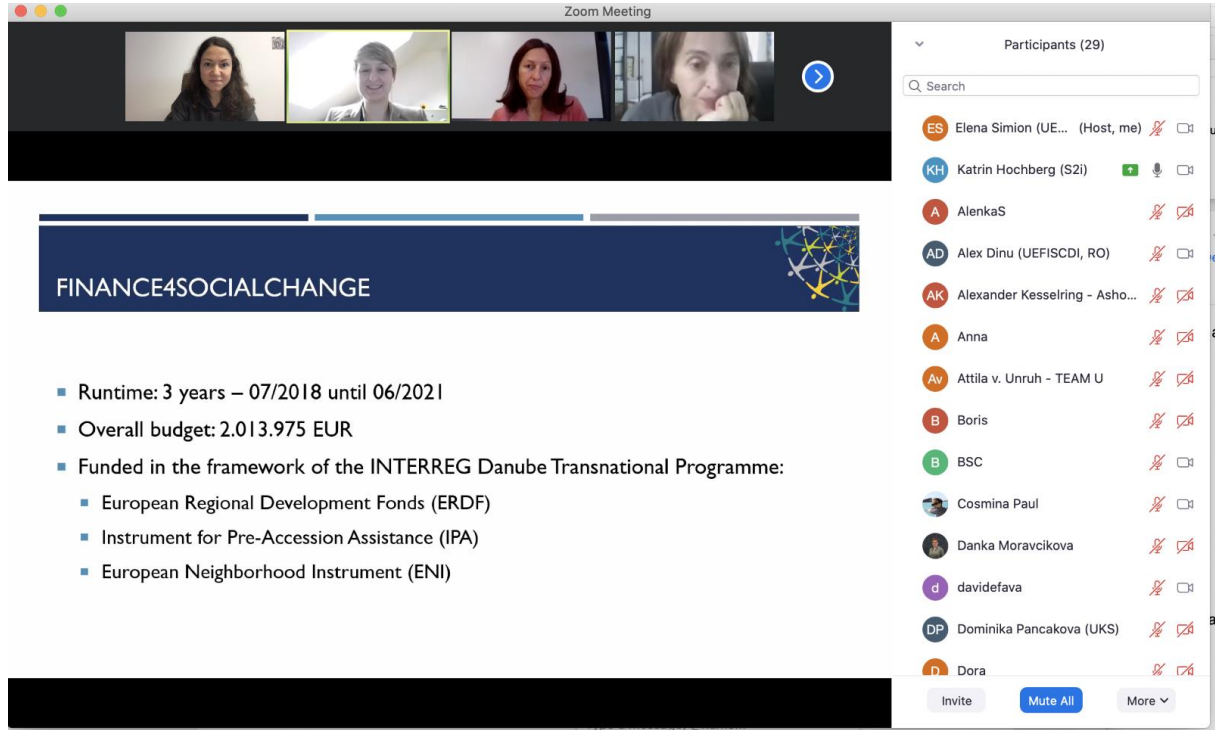 Zoom Meeting
FINANCE4SOCIALCHANGE
Runtime: 3 years – 07/2018 until 06/2021
Overall budget: 2.013.975 EUR
Funded in the framework of the INTERREG Danube Transnational Programme:
European Regional Development Fonds (ERDF)
Instrument for Pre-Accession Assistance (IPA)
European Neighborhood Instrument (ENI)
Participants (29)
Search
ES Elena Simion (UE... (Host, me)
KH Katrin Hochberg (S2i)
A AlenkaS
AD Alex Dinu (UEFISCDI, RO)
AK Alexander Kesselring - Asho...
A Anna
Av Attila v. Unruh - TEAM U
B Boris
B BSC
Cosmina Paul
Danka Moravcikova
d davidefava
DP Dominika Pancakova (UKS)
D Dora
Invite Mute All More